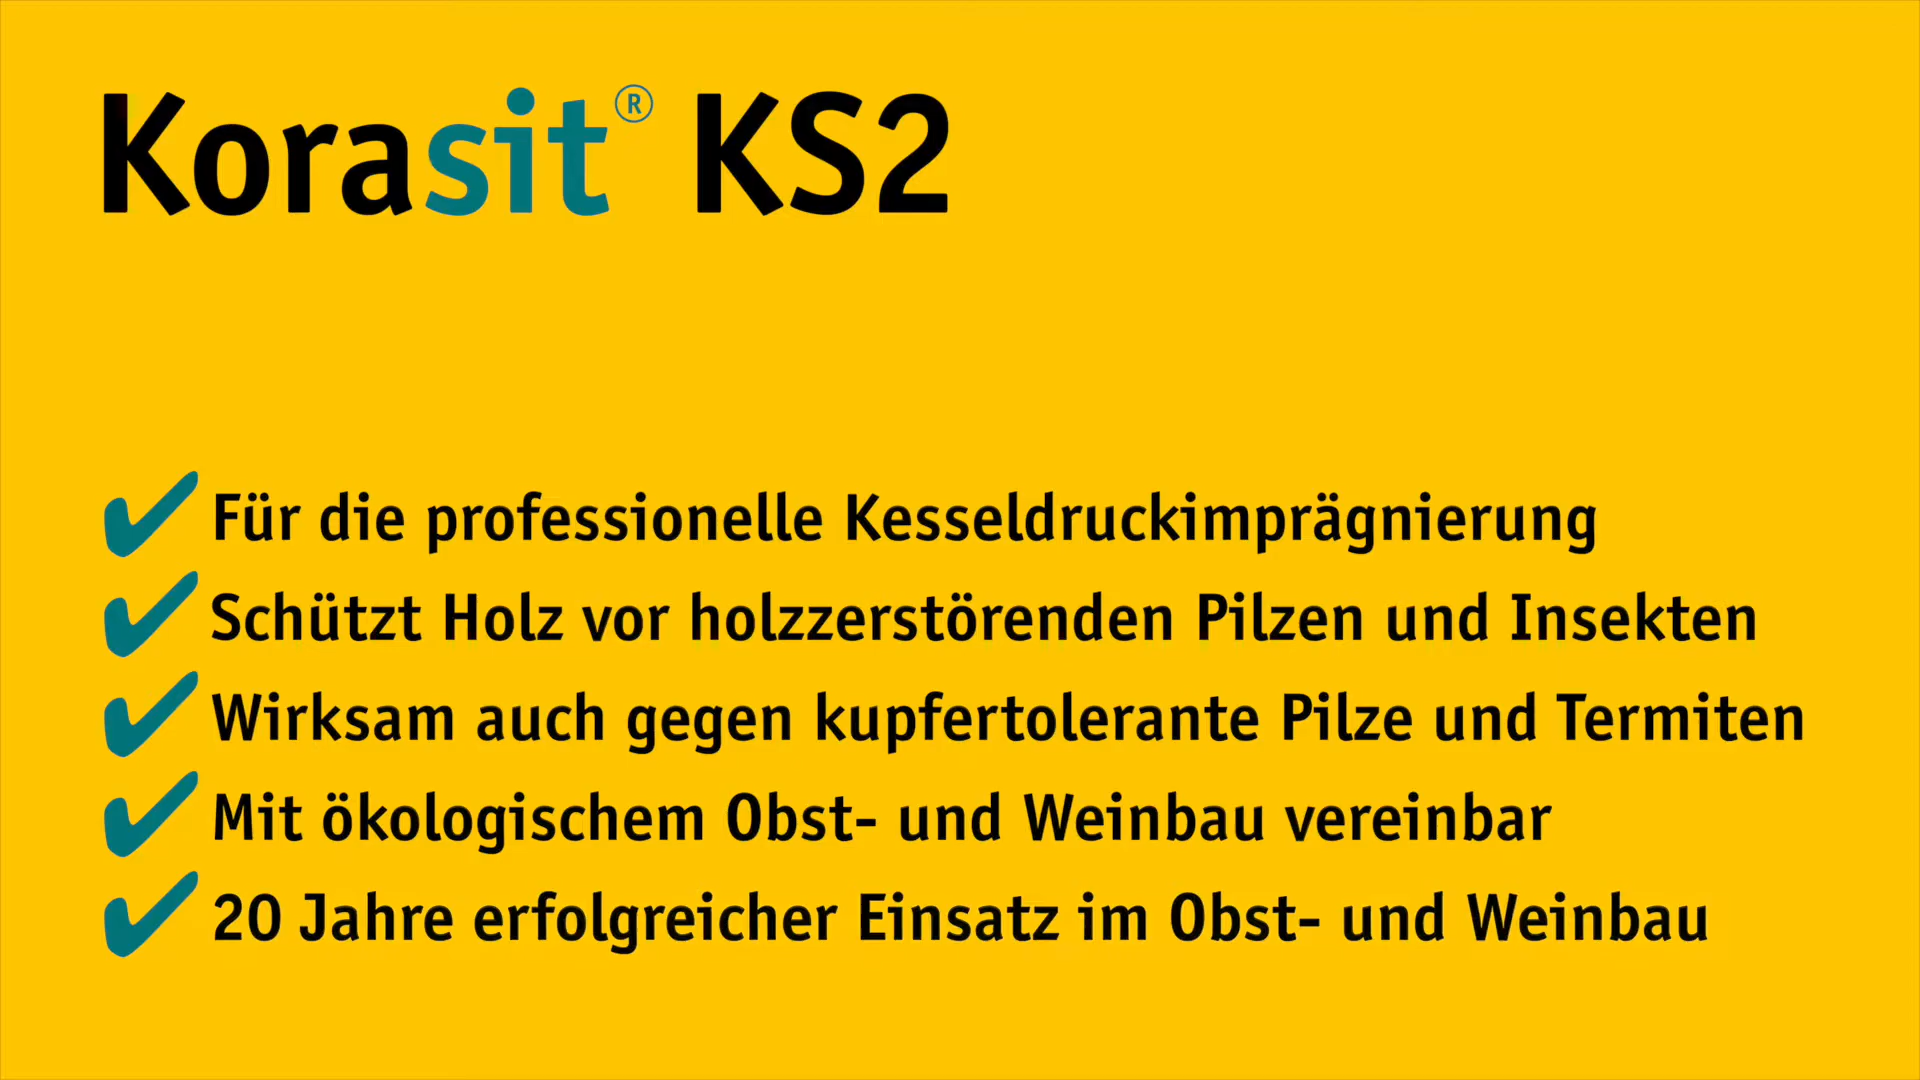 Korasit® KS2
✔ Für die professionelle Kesseldruckimprägnierung
✔ Schützt Holz vor holzzerstörenden Pilzen und Insekten
✔ Wirksam auch gegen kupfertolerante Pilze und Termiten
✔ Mit ökologischem Obst- und Weinbau vereinbar
✔ 20 Jahre erfolgreicher Einsatz im Obst- und Weinbau